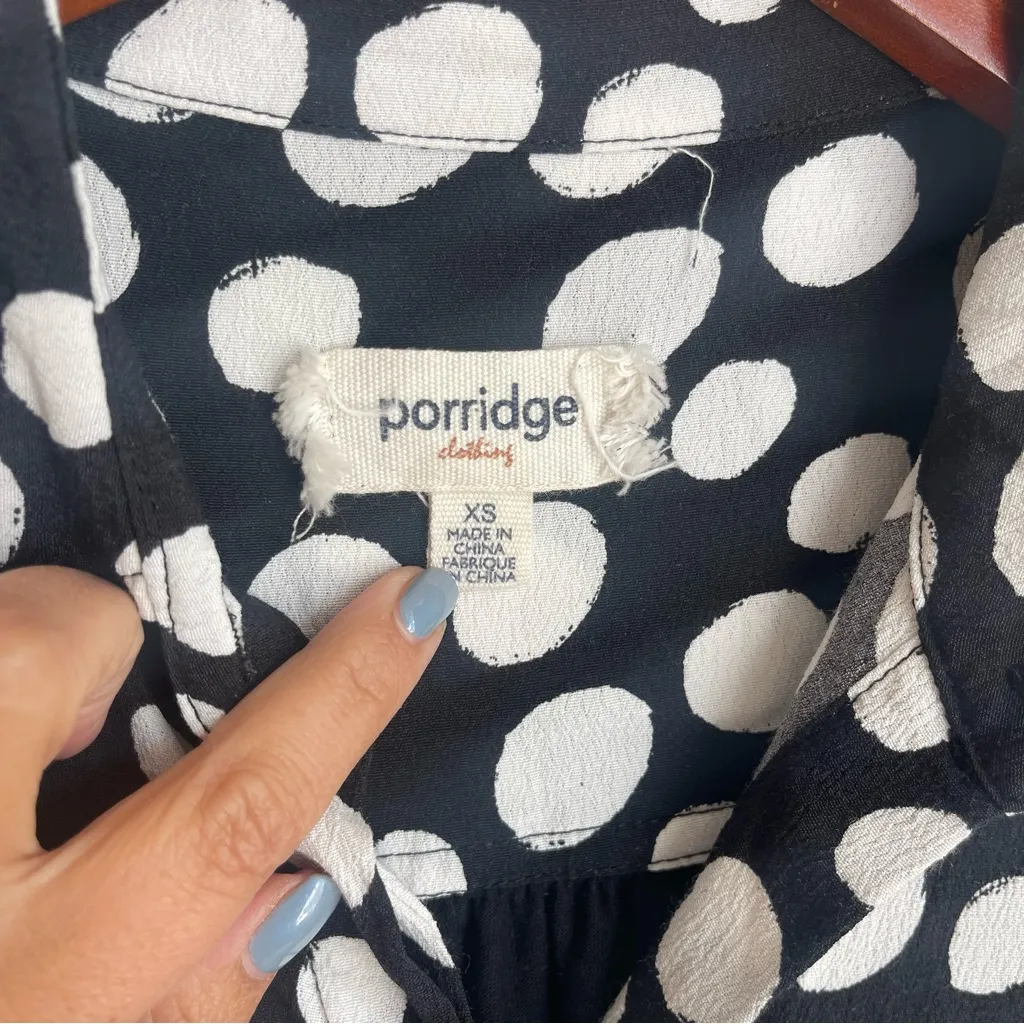 porridge
clothing
XS
MADE IN
CHINA
FABRIQUE
EN CHINA